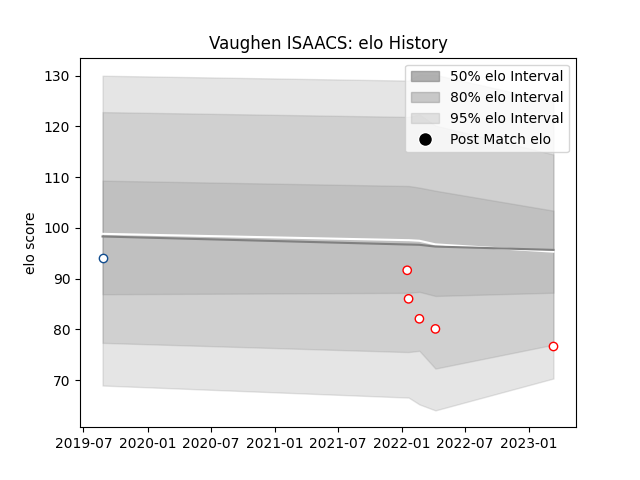 Vaughen ISAACS: elo History
50% elo Interval
80% elo Interval
95% elo Interval
Post Match elo
elo score
130
120
110
100
90
80
70
2019-07 2020-01 2020-07 2021-01 2021-07 2022-01 2022-07 2023-01